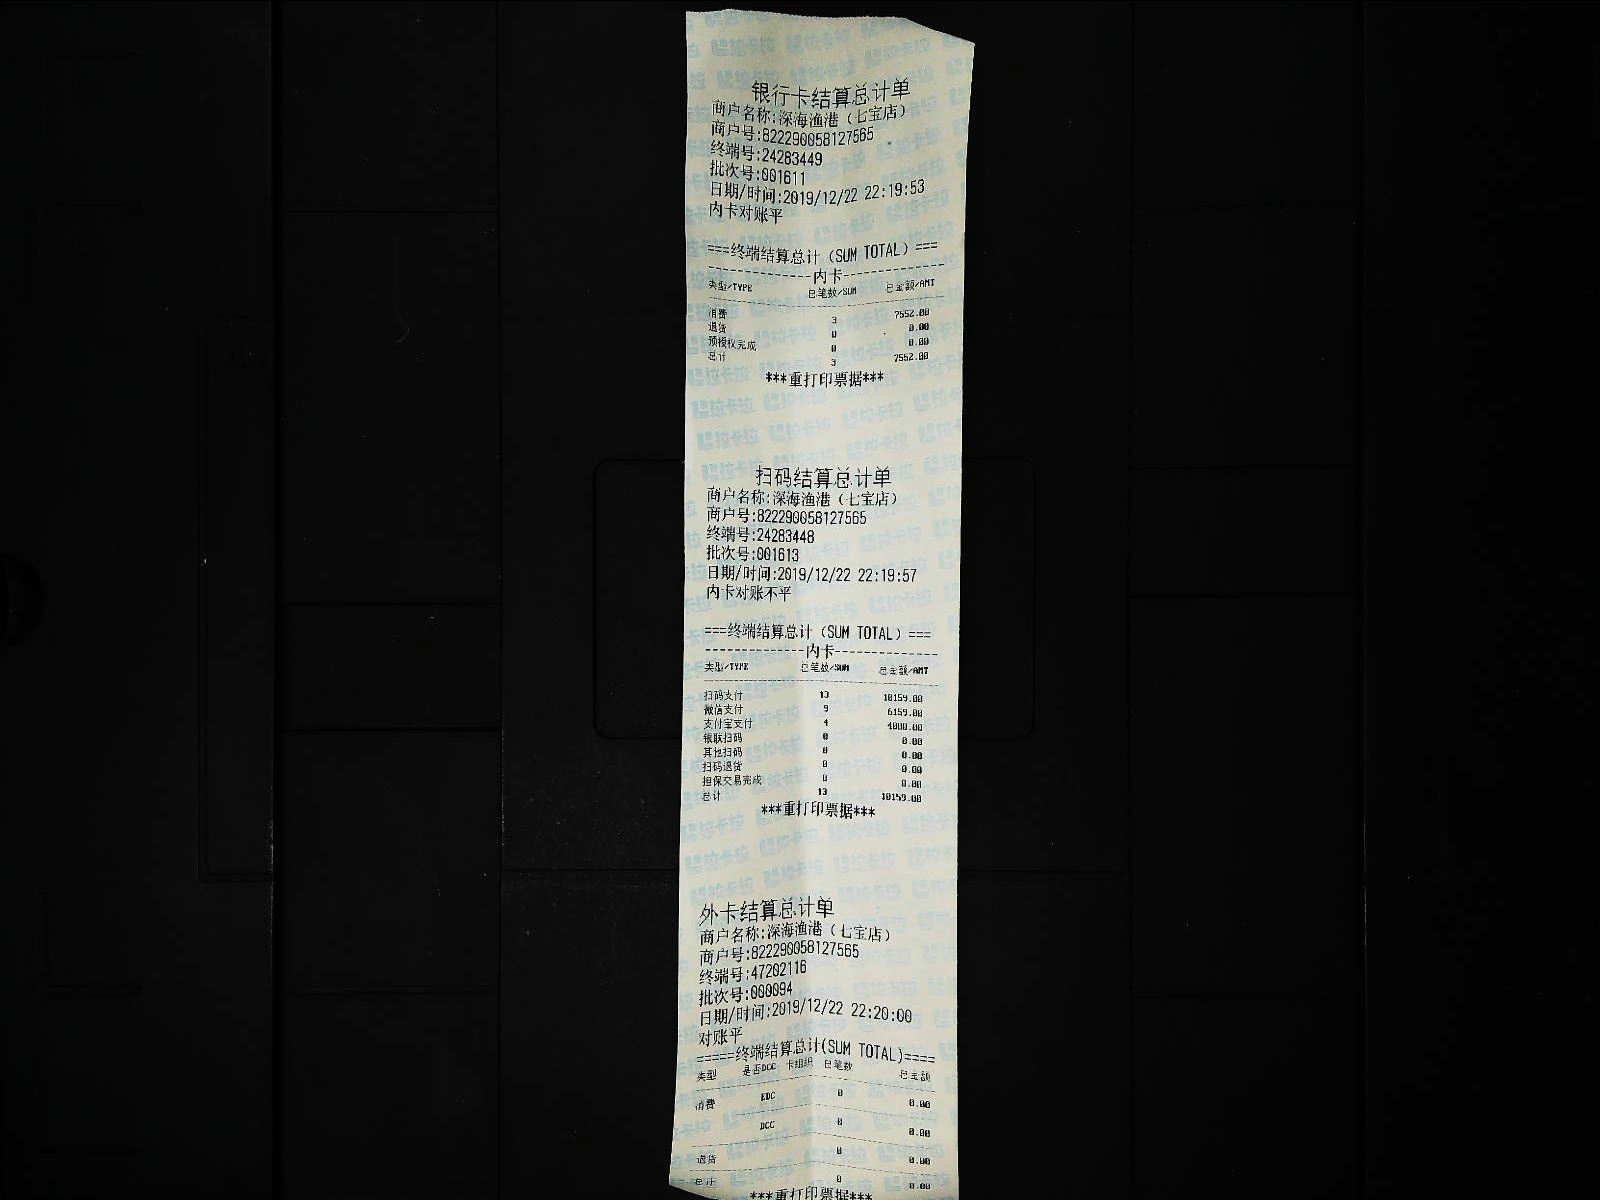 银行卡结算总计单
商户名称:深海渔港（七宝店）
商户号:822290058127565
终端号:24283449
批次号:001611
日期/时间:2019/12/22 22:19:53
内卡对账平
===终端结算总计（SUM TOTAL）===
--------------内卡--------------
类型/TYPE 总笔数/SUM 总金额/AMT
消费 3 7552.00
退货 0 0.00
预授权完成 0 0.00
总计 3 7552.00
***重打印票据***
扫码结算总计单
商户名称:深海渔港（七宝店）
商户号:822290058127565
终端号:24283448
批次号:001613
日期/时间:2019/12/22 22:19:57
内卡对账不平
===终端结算总计（SUM TOTAL）===
--------------内卡--------------
类型/TYPE 总笔数/SUM 总金额/AMT
扫码支付 13 10159.00
微信支付 9 6159.00
支付宝支付 4 4000.00
银联扫码 0 0.00
其他扫码 0 0.00
扫码退货 0 0.00
担保交易完成 0 0.00
总计 13 10159.00
***重打印票据***
外卡结算总计单
商户名称:深海渔港（七宝店）
商户号:822290058127565
终端号:47202116
批次号:000094
日期/时间:2019/12/22 22:20:00
对账平
=====终端结算总计(SUM TOTAL)====
类型 是否DCC 卡组织 总笔数 总金额
消费 EDC 0 0.00
DCC 0 0.00
退货 0 0.00
总计 0 0.00
***重打印票据***